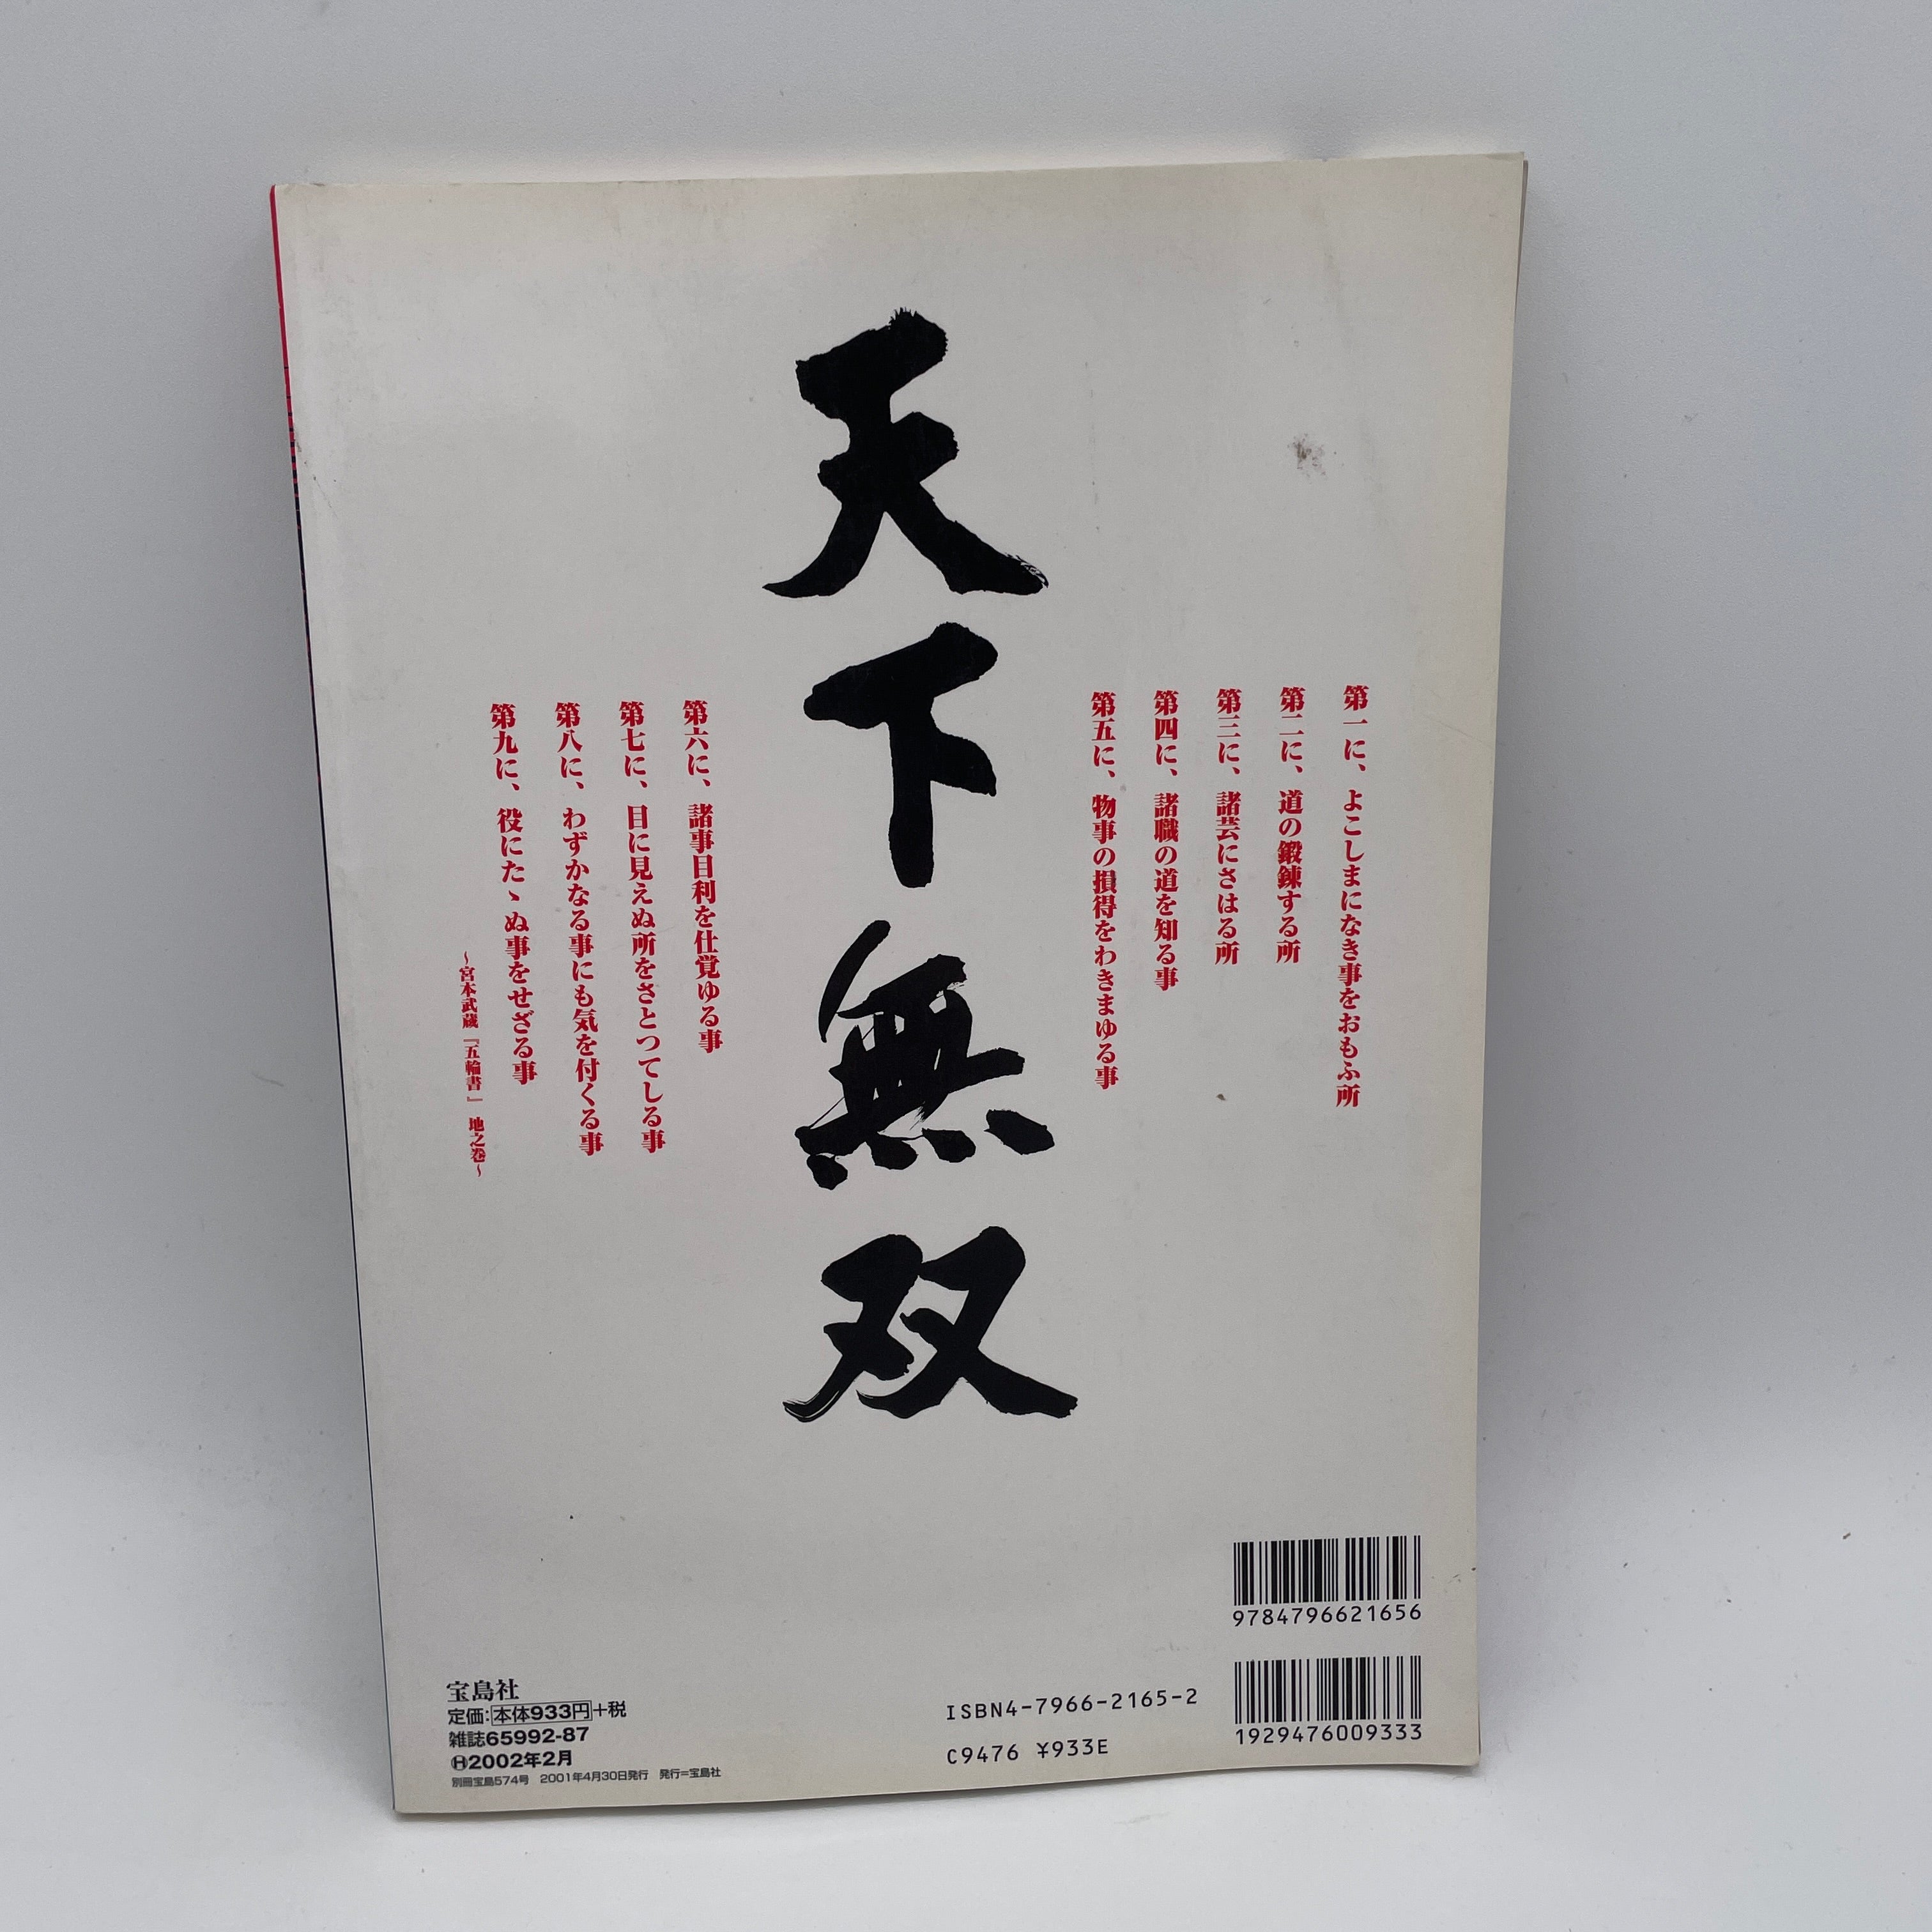 天下無双
第一に、よこしまになき事をおもふ所
第二に、道の鍛錬する所
第三に、諸芸にさはる所
第四に、諸職の道を知る事
第五に、物事の損得をわきまゆる事
第六に、諸事目利を仕覚ゆる事
第七に、目に見えぬ所をさとつてしる事
第八に、わずかなる事にも気を付くる事
第九に、役にたゝぬ事をせざる事
~宮本武蔵『五輪書』 地之巻~
9784796621656
1929476009333
ISBN4-7966-2165-2
C9476 ¥933E
宝島社
定価:本体933円+税
雑誌65992-87
Ⓗ2002年2月
別冊宝島574号 2001年4月30日発行 発行=宝島社